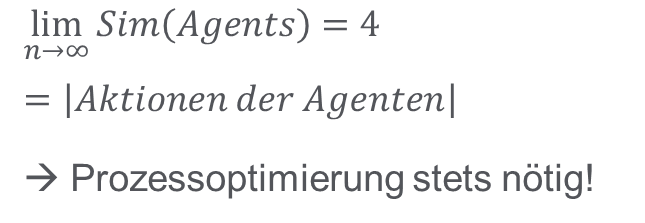 lim Sim(Agents) = 4
n→∞
= |Aktionen der Agenten|
→ Prozessoptimierung stets nötig!